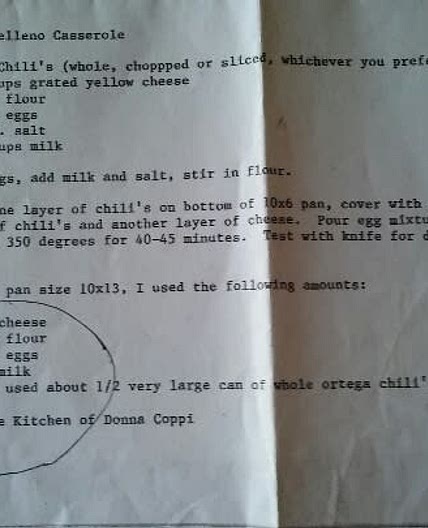 elleno Casserole
Chili's (whole, choppped or sliced, whichever you prefe
ups grated yellow cheese
flour
eggs
. salt
ups milk
gs, add milk and salt, stir in flour.
ne layer of chili's on bottom of 10x6 pan, cover with
f chili's and another layer of cheese. Pour egg mixtu
350 degrees for 40-45 minutes. Test with knife for d
pan size 10x13, I used the following amounts:
cheese
flour
eggs
milk
used about 1/2 very large can of whole ortega chili'
e Kitchen of Donna Coppi